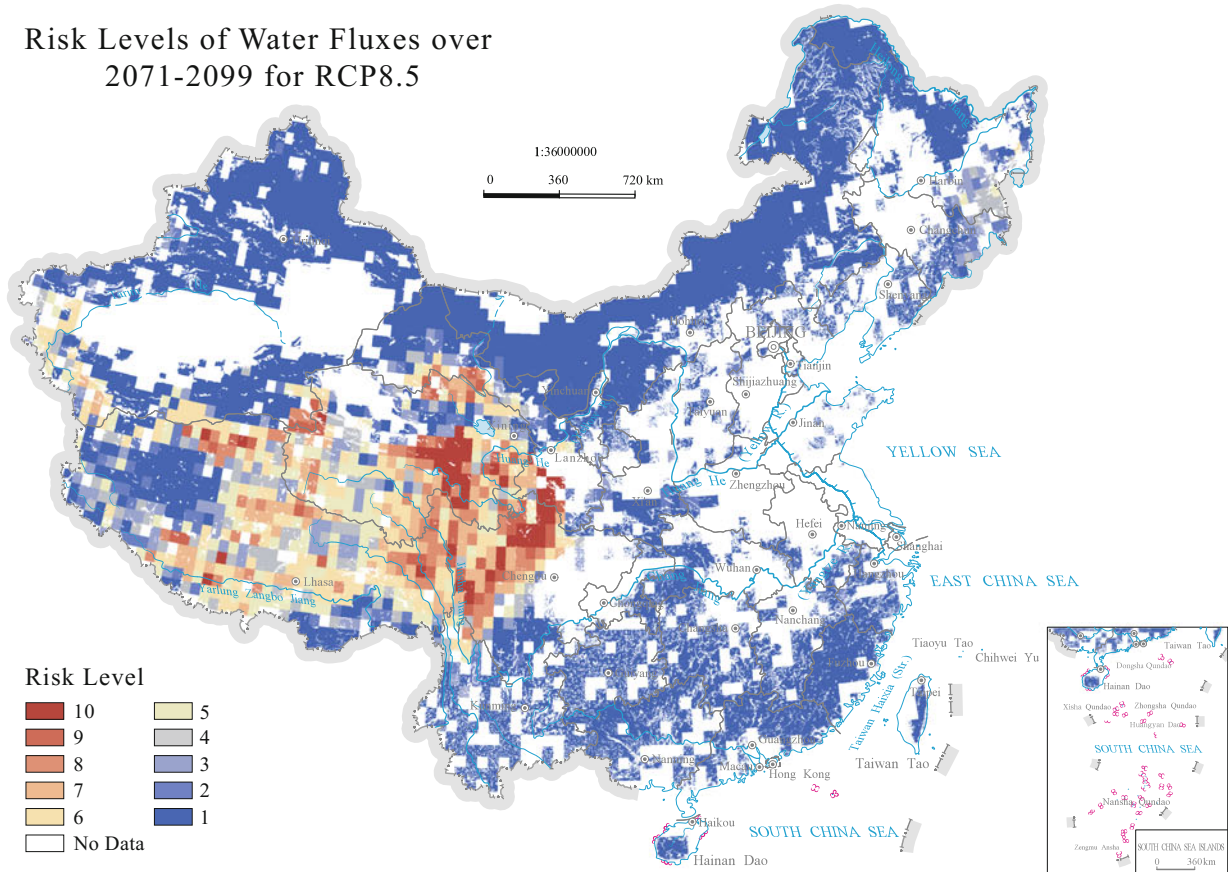 Risk Levels of Water Fluxes over
2071-2099 for RCP8.5
1:36000000
0 360 720 km
Harbin
Changchun
Shenyang
BEIJING
Tianjin
Shijiazhuang
Taiyuan
Yinchuan
Jinan
YELLOW SEA
Lanzhou
Huang He
Zhengzhou
Xi'an
Hefei
Nanjing
Shanghai
EAST CHINA SEA
Wuhan
Chengdu
Lhasa
Yarlung Zangbo Jiang
Nanchang
Fuzhou
Tiaoyu Tao
Chihwei Yu
Taiwan Haixia (Str.)
Taipei
Taiwan Tao
Kunming
Nanning
Guangzhou
Macau
Hong Kong
Haikou
Hainan Dao
SOUTH CHINA SEA
Risk Level
10 5
9 4
8 3
7 2
6 1
No Data
Taiwan Tao
Dongsha Qundao
Hainan Dao
Xisha Qundao
Zhongsha Qundao
Huangyan Dao
SOUTH CHINA SEA
Nansha Qundao
Zengmu Ansha
SOUTH CHINA SEA ISLANDS
0 360km